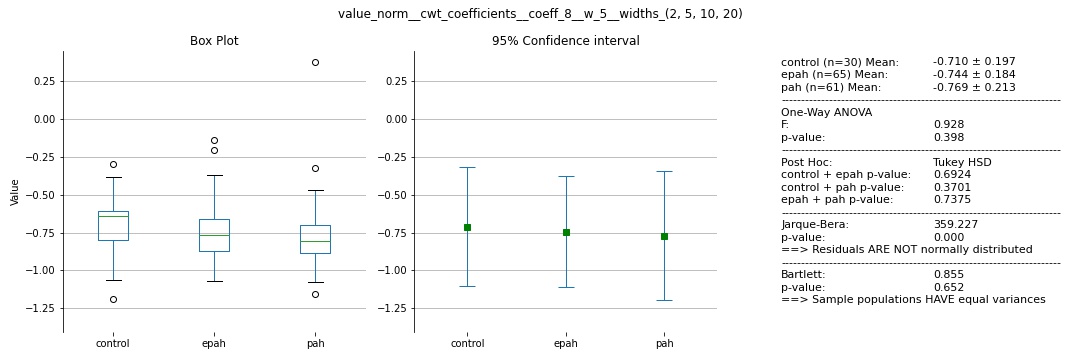 value_norm__cwt_coefficients__coeff_8__w_5__widths_(2, 5, 10, 20)
Box Plot
Value
0.25
0.00
−0.25
−0.50
−0.75
−1.00
−1.25
control epah pah
95% Confidence interval
0.25
0.00
−0.25
−0.50
−0.75
−1.00
−1.25
control epah pah
control (n=30) Mean: -0.710 ± 0.197
epah (n=65) Mean: -0.744 ± 0.184
pah (n=61) Mean: -0.769 ± 0.213
One-Way ANOVA
F: 0.928
p-value: 0.398
Post Hoc: Tukey HSD
control + epah p-value: 0.6924
control + pah p-value: 0.3701
epah + pah p-value: 0.7375
Jarque-Bera: 359.227
p-value: 0.000
==> Residuals ARE NOT normally distributed
Bartlett: 0.855
p-value: 0.652
==> Sample populations HAVE equal variances